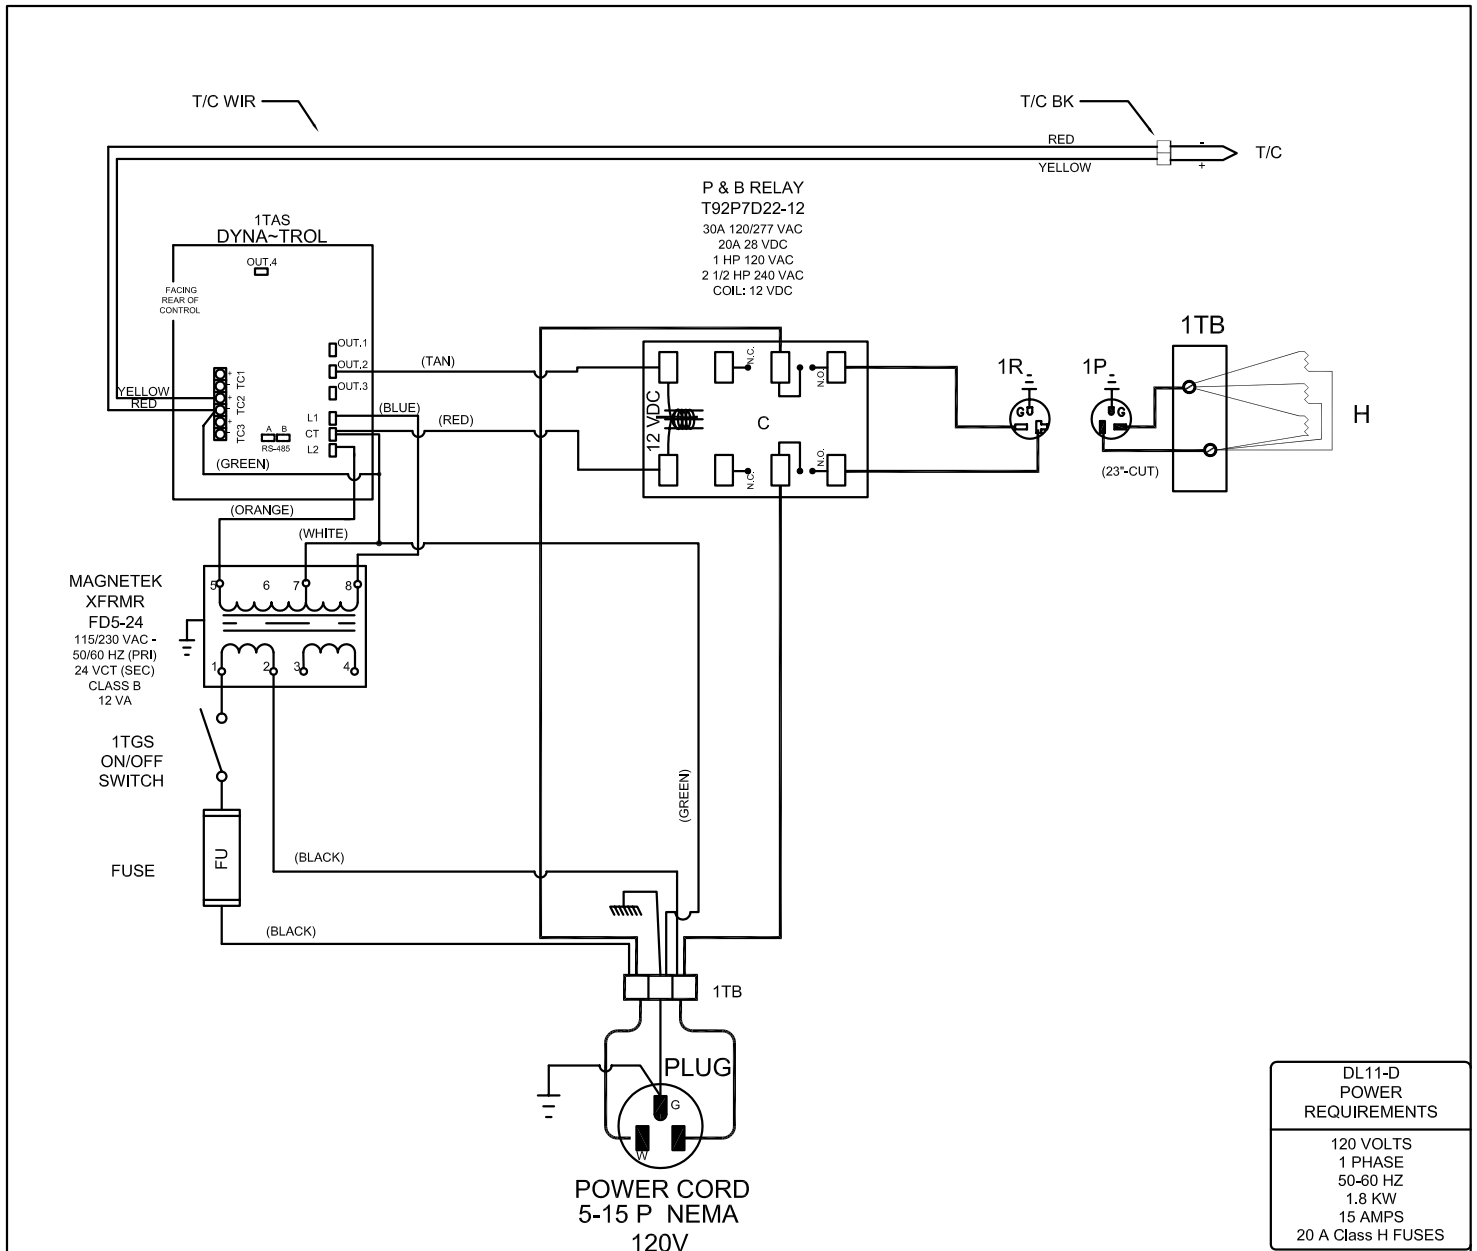 T/C WIR
T/C BK
RED
-
T/C
YELLOW
+
P & B RELAY
T92P7D22-12
30A 120/277 VAC
20A 28 VDC
1 HP 120 VAC
2 1/2 HP 240 VAC
COIL: 12 VDC
1TAS
DYNA~TROL
OUT.4
FACING
REAR OF
CONTROL
OUT.1
OUT.2
OUT.3
(TAN)
YELLOW
RED
+
-
+
-
+
-
TC1
TC2
TC3
L1
CT
L2
A B
RS-485
(BLUE)
(RED)
(GREEN)
(ORANGE)
(WHITE)
12 VDC
N.C.
N.O.
C
N.C.
N.O.
1R
G
1P
G
(23"-CUT)
1TB
H
MAGNETEK
XFRMR
FD5-24
115/230 VAC -
50/60 HZ (PRI)
24 VCT (SEC)
CLASS B
12 VA
5 6 7 8
1 2 3 4
1TGS
ON/OFF
SWITCH
FUSE
FU
(BLACK)
(BLACK)
(GREEN)
1TB
PLUG
G
W
POWER CORD
5-15 P NEMA
120V
DL11-D
POWER
REQUIREMENTS
120 VOLTS
1 PHASE
50-60 HZ
1.8 KW
15 AMPS
20 A Class H FUSES